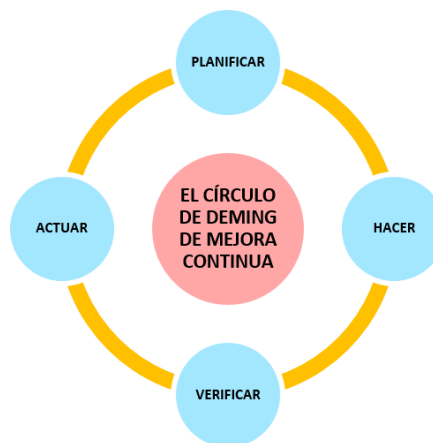 PLANIFICAR
EL CÍRCULO
DE DEMING
DE MEJORA
CONTINUA
ACTUAR
HACER
VERIFICAR